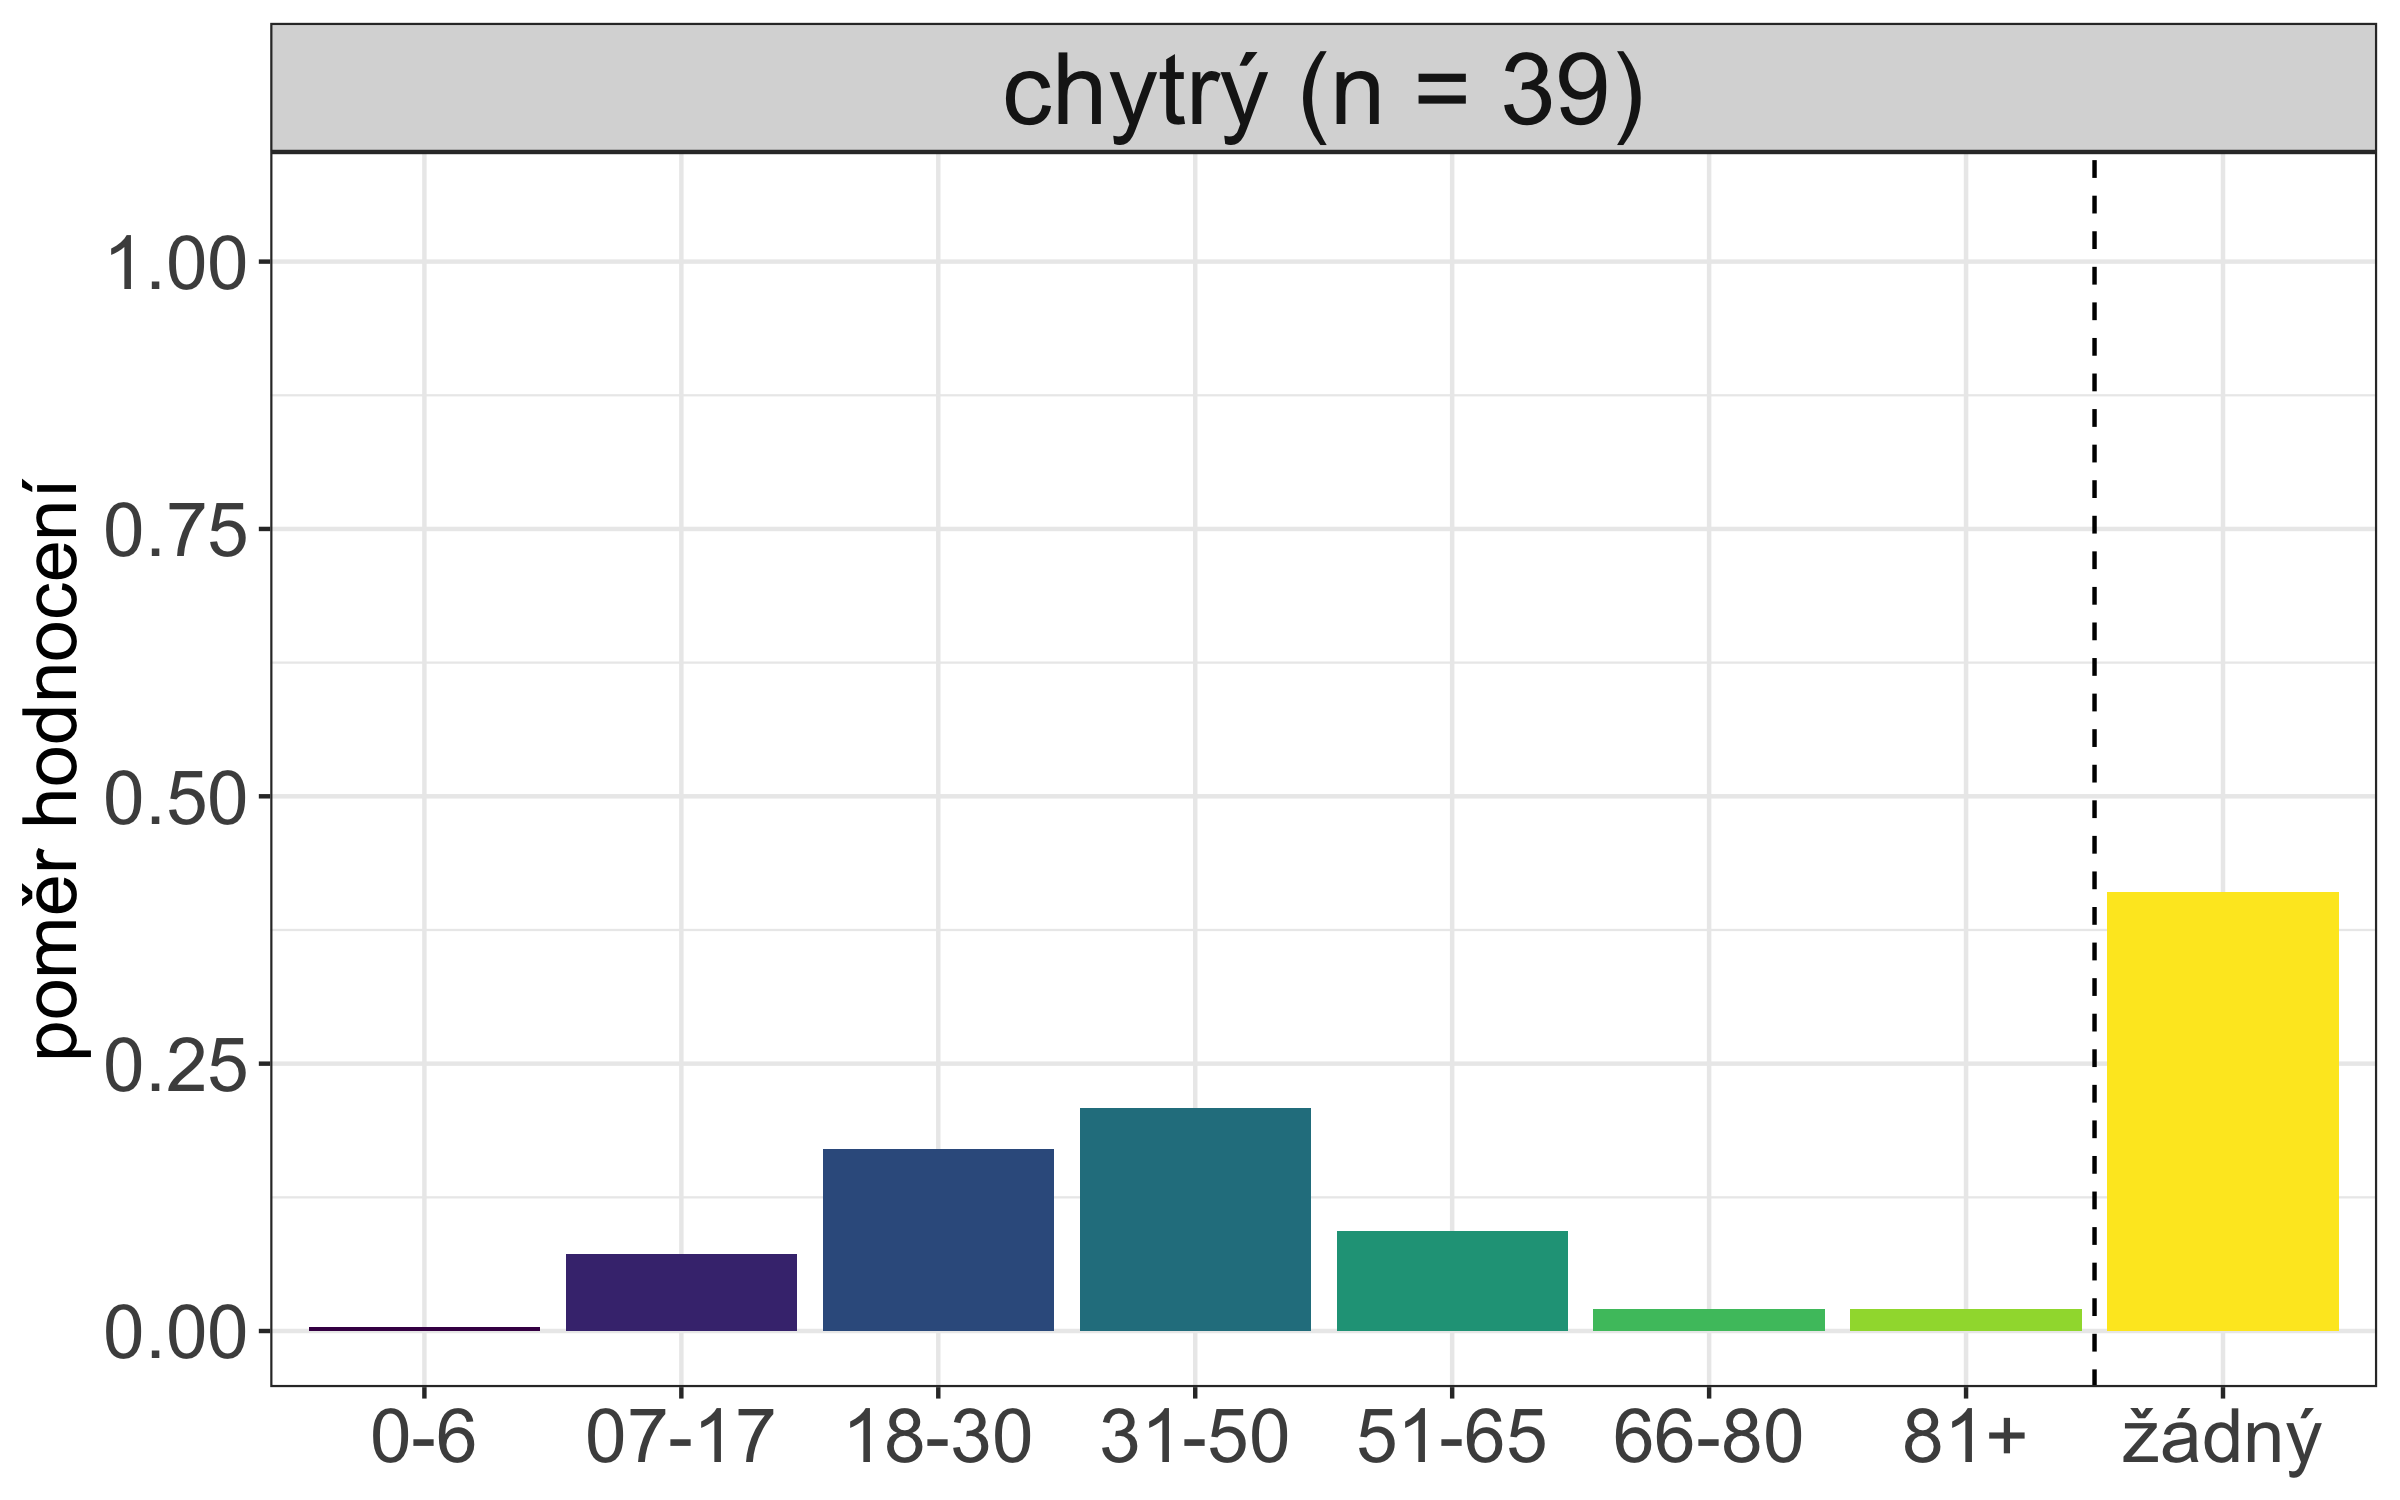 chytrý (n = 39)
poměr hodnocení
1.00
0.75
0.50
0.25
0.00
0-6 07-17 18-30 31-50 51-65 66-80 81+ žádný